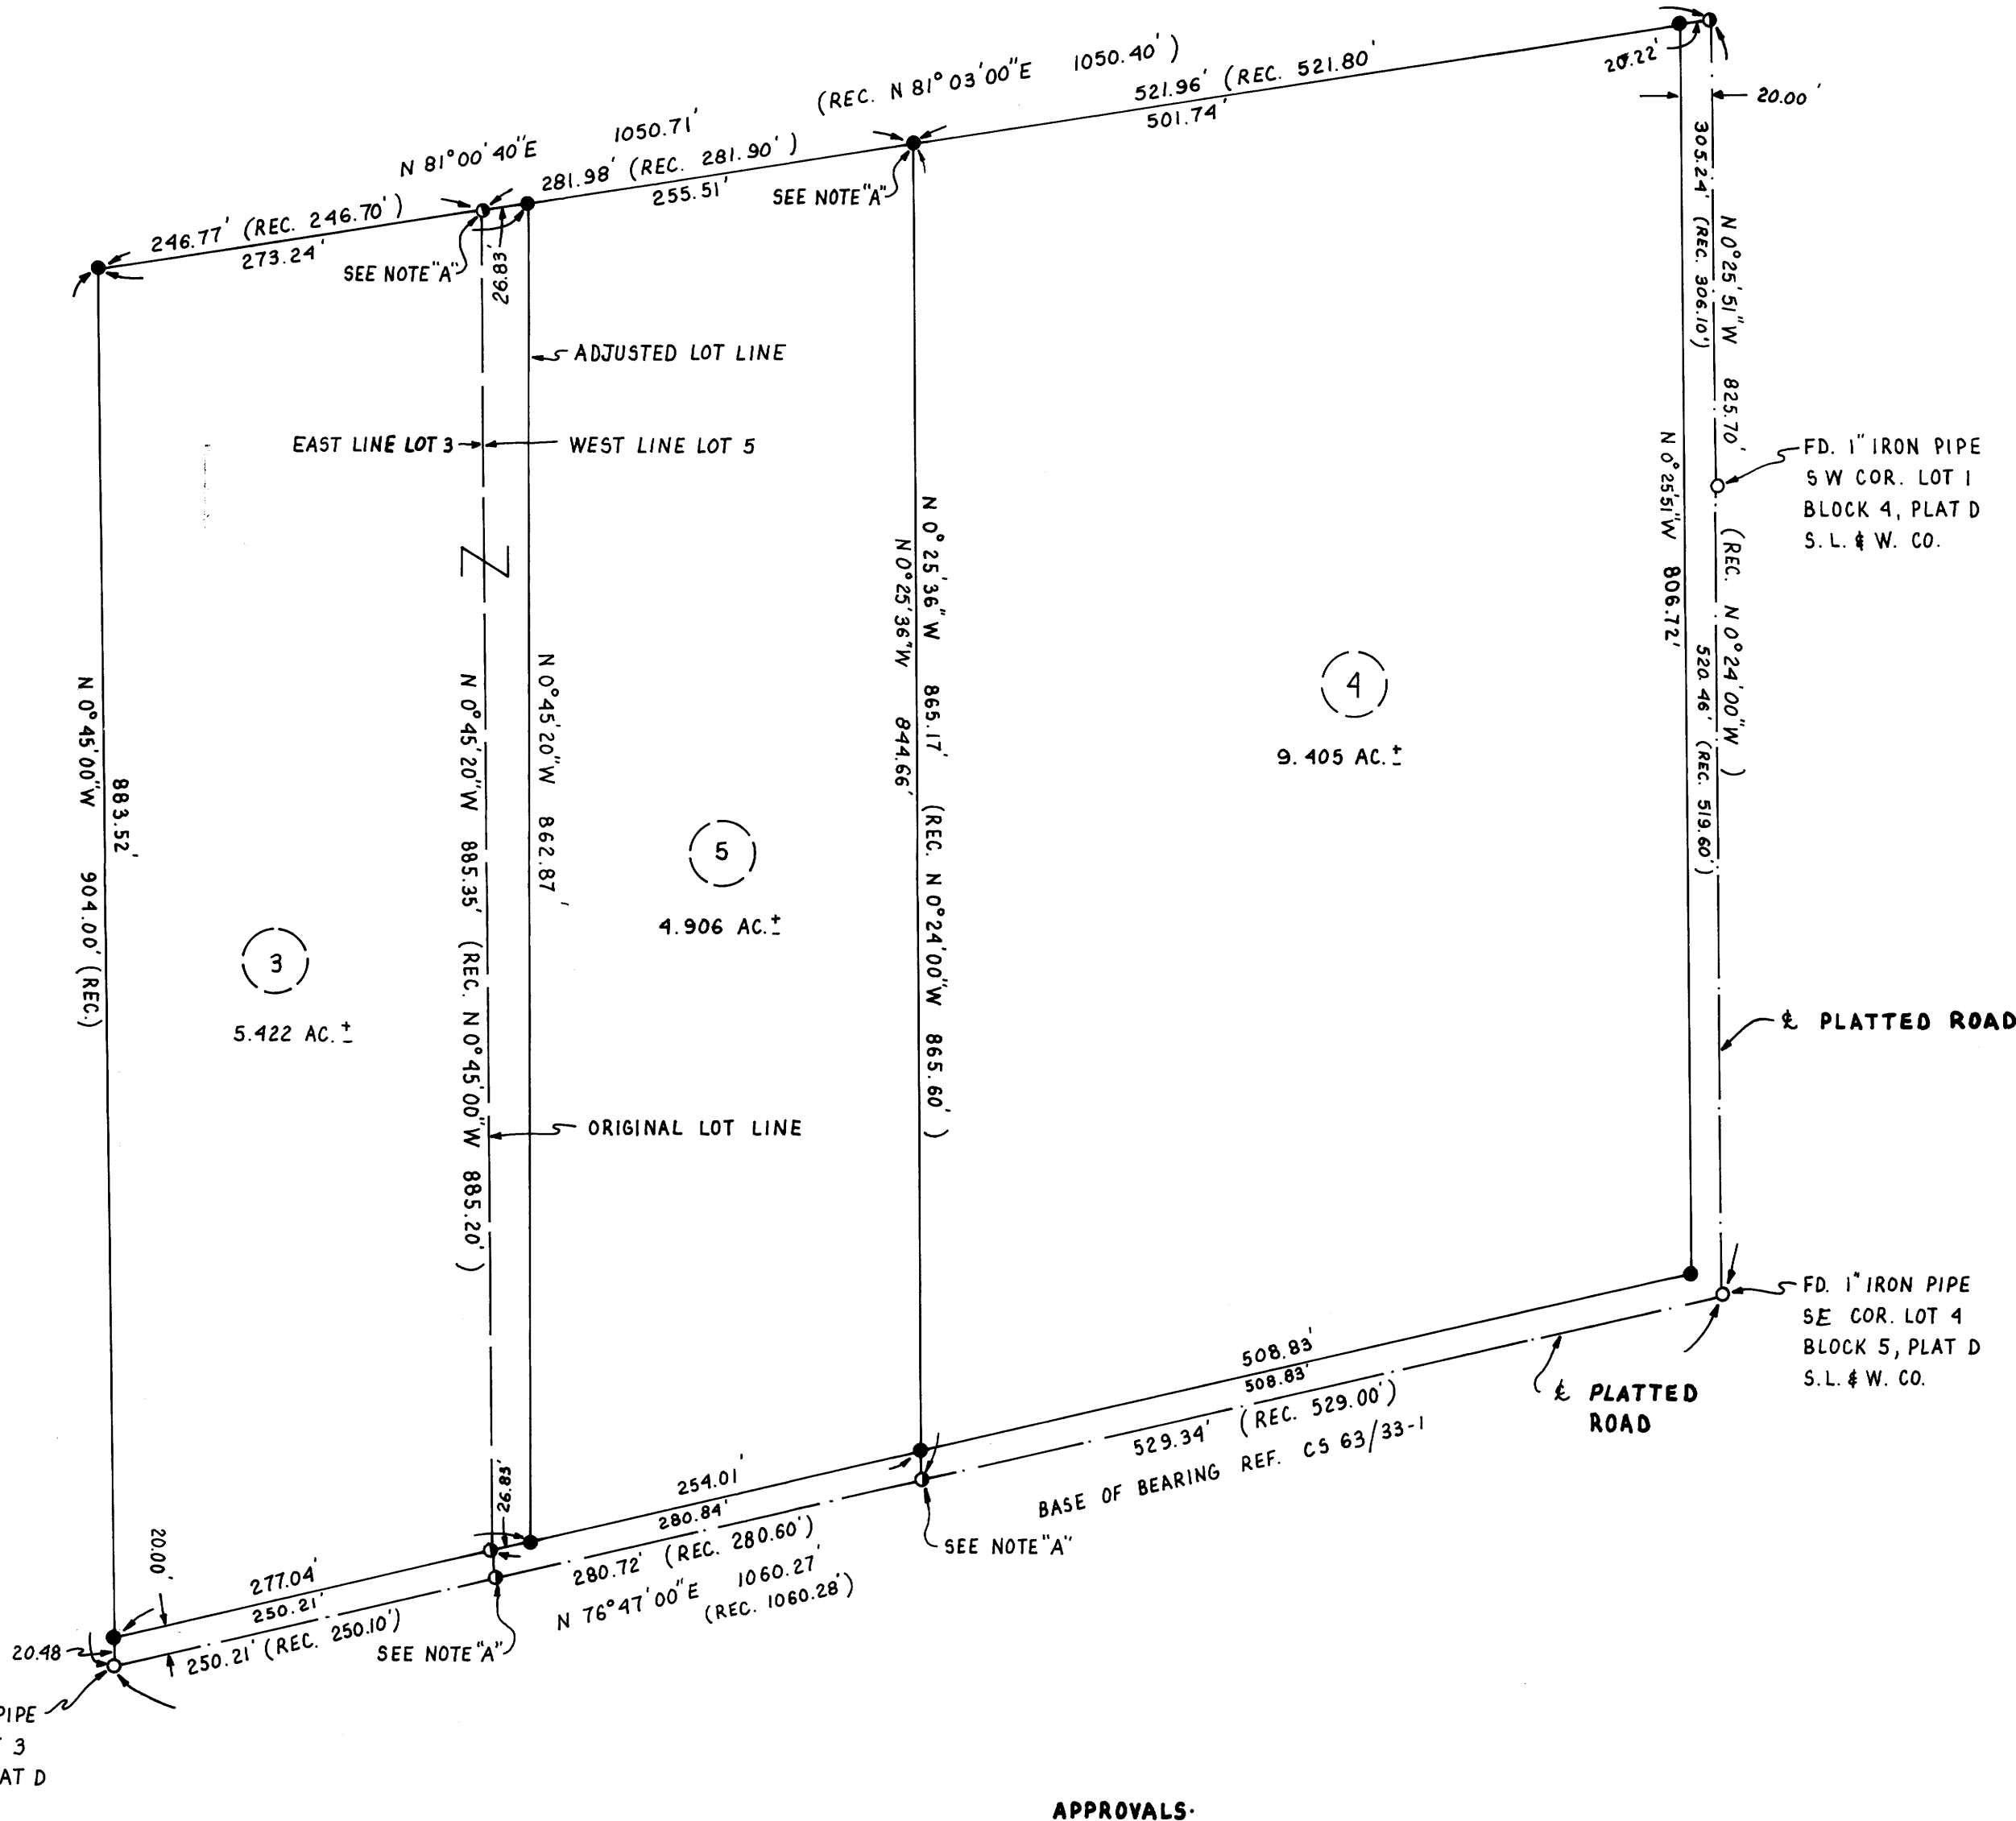 (REC. N 81° 03' 00" E 1050.40')
N 81° 00' 40" E 1050.71'
521.96' (REC. 521.80'
501.74'
20.22'
20.00'
281.98' (REC. 281.90')
255.51'
SEE NOTE "A"
246.77' (REC. 246.70')
273.24'
SEE NOTE "A"
26.83'
ADJUSTED LOT LINE
EAST LINE LOT 3
WEST LINE LOT 5
305.24' (REC. 306.10')
N 0° 25' 51" W 825.70' (REC. N 0° 24' 00" W )
N 0° 25' 51" W 806.72'
520.46' (REC. 519.60')
FD. 1" IRON PIPE
SW COR. LOT 1
BLOCK 4, PLAT D
S. L. & W. CO.
Z
N 0° 25' 36" W 865.17' (REC. N 0° 24' 00" W 865.60')
N 0° 25' 36" W 844.66'
N 0° 45' 20" W 862.87'
N 0° 45' 20" W 885.35' (REC. N 0° 45' 00" W 885.20')
N 0° 45' 00" W 904.00' (REC.)
883.52'
4
9.405 AC. ±
5
4.906 AC. ±
3
5.422 AC. ±
℄ PLATTED ROAD
ORIGINAL LOT LINE
FD. 1" IRON PIPE
SE COR. LOT 4
BLOCK 5, PLAT D
S. L. & W. CO.
508.83'
508.83'
529.34' (REC. 529.00')
BASE OF BEARING REF. CS 63/33-1
℄ PLATTED
ROAD
254.01'
280.84'
280.72' (REC. 280.60')
N 76° 47' 00" E 1060.27'
(REC. 1060.28')
SEE NOTE "A"
26.83'
277.04'
250.21'
250.21' (REC. 250.10')
SEE NOTE "A"
20.00'
20.48
PIPE
3
AT D
APPROVALS.